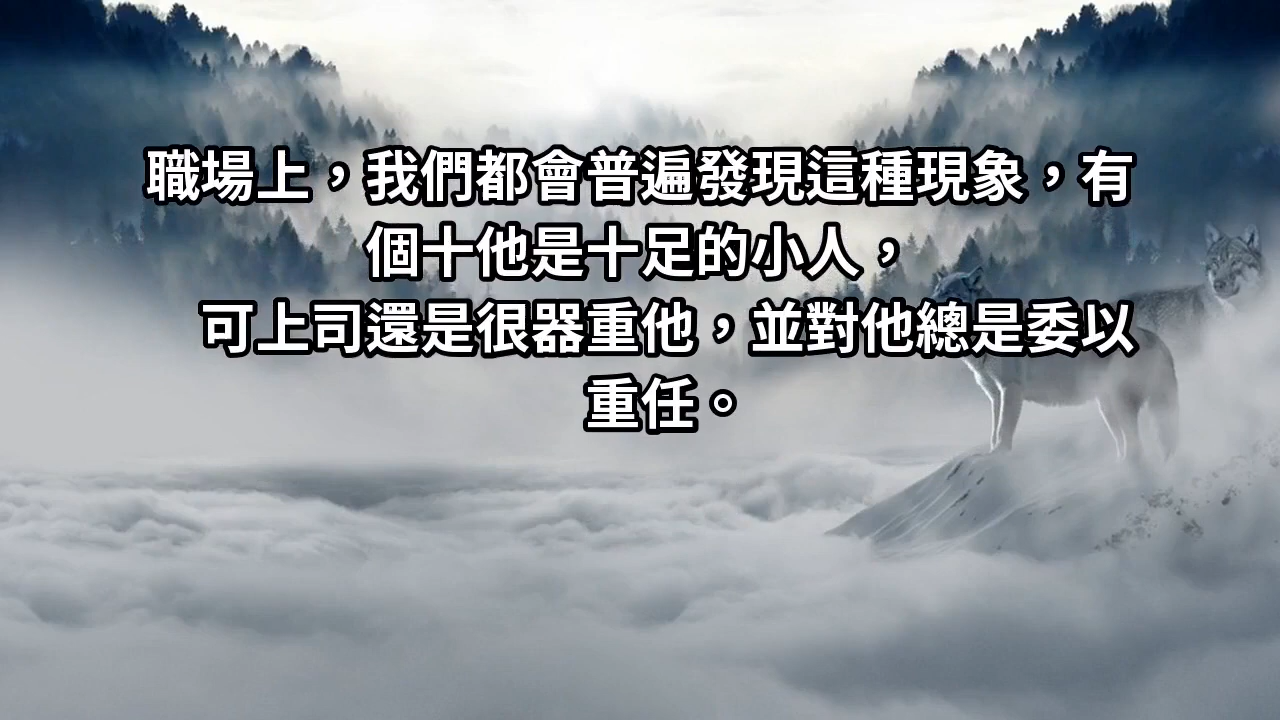 職場上，我們都會普遍發現這種現象，有
個十他是十足的小人，
可上司還是很器重他，並對他總是委以
重任。